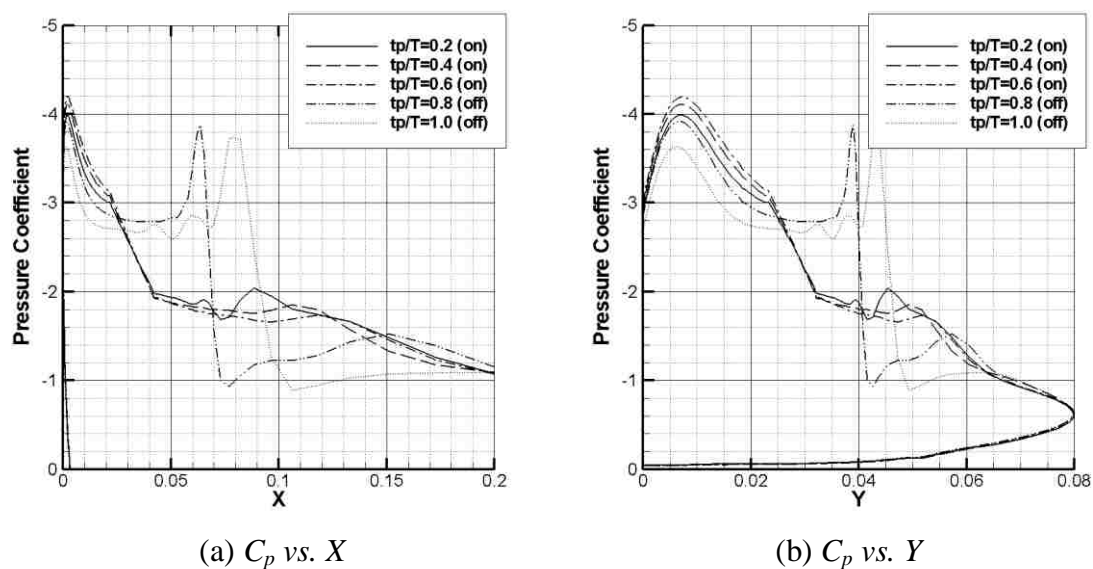 -5
-4
-3
-2
-1
0
Pressure Coefficient
0
0.05
0.1
0.15
0.2
X
tp/T=0.2 (on)
tp/T=0.4 (on)
tp/T=0.6 (on)
tp/T=0.8 (off)
tp/T=1.0 (off)
(a) Cp vs. X
-5
-4
-3
-2
-1
0
Pressure Coefficient
0
0.02
0.04
0.06
0.08
Y
tp/T=0.2 (on)
tp/T=0.4 (on)
tp/T=0.6 (on)
tp/T=0.8 (off)
tp/T=1.0 (off)
(b) Cp vs. Y